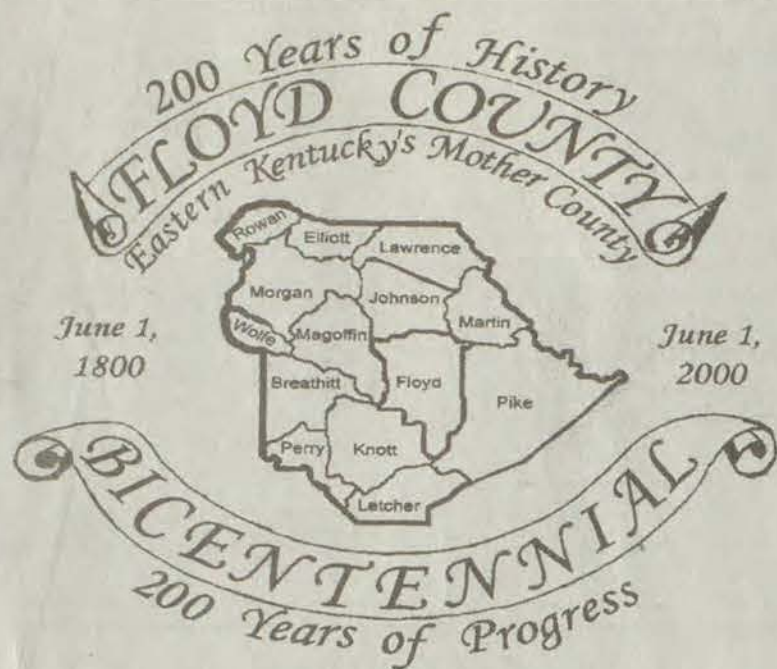 200 Years of History
FLOYD COUNTY
Eastern Kentucky's Mother County
Rowan
Elliott
Lawrence
Morgan
Johnson
Martin
Wolfe
Magoffin
June 1,
1800
June 1,
2000
Breathitt
Floyd
Pike
Perry
Knott
Letcher
BICENTENNIAL
200 Years of Progress